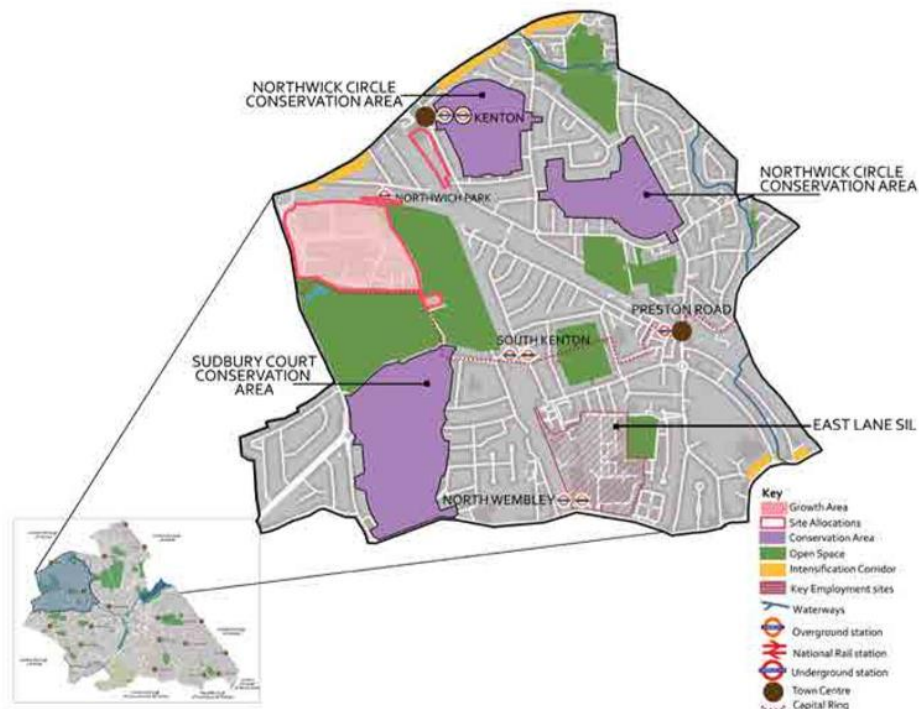 NORTHWICK CIRCLE
CONSERVATION AREA
KENTON
NORTHWICK CIRCLE
CONSERVATION AREA
NORTHWICH PARK
PRESTON ROAD
SOUTH KENTON
SUDBURY COURT
CONSERVATION
AREA
EAST LANE SIL
NORTH WEMBLEY
Key
Growth Area
Site Allocations
Conservation Area
Open Space
Intensification Corridor
Key Employment sites
Waterways
Overground station
National Rail station
Underground station
Town Centre
Capital Ring